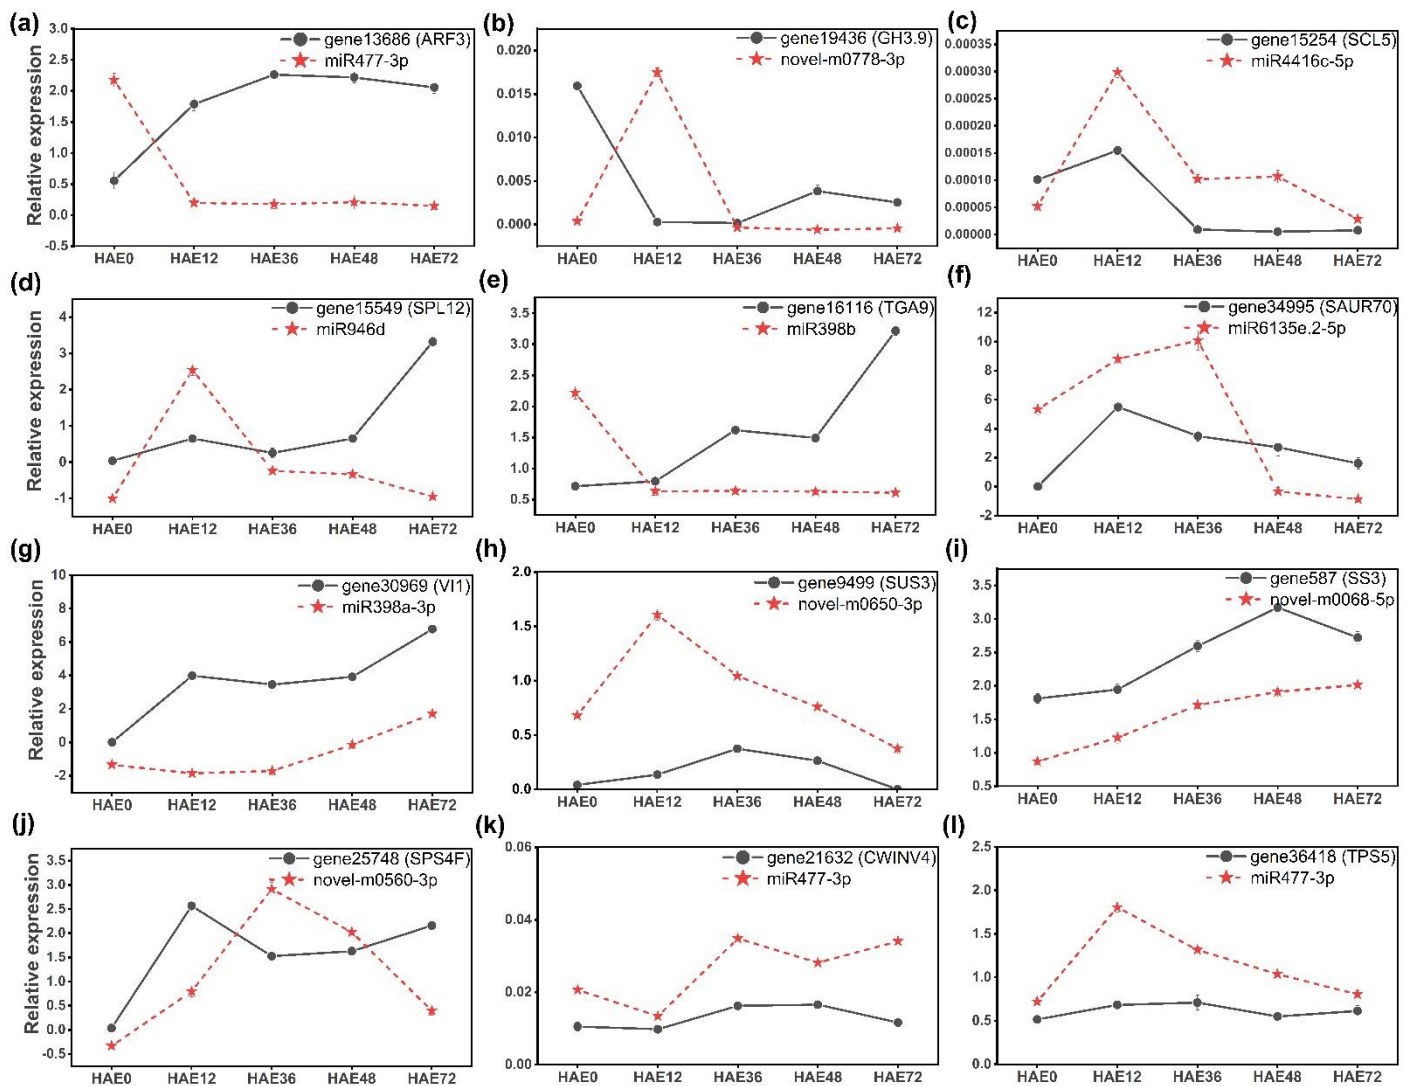 (a)
gene13686 (ARF3)
miR477-3p
Relative expression
3.0
2.5
2.0
1.5
1.0
0.5
0.0
-0.5
HAE0 HAE12 HAE36 HAE48 HAE72
(b)
gene19436 (GH3.9)
novel-m0778-3p
0.020
0.015
0.010
0.005
0.000
HAE0 HAE12 HAE36 HAE48 HAE72
(c)
gene15254 (SCL5)
miR4416c-5p
0.00035
0.00030
0.00025
0.00020
0.00015
0.00010
0.00005
0.00000
HAE0 HAE12 HAE36 HAE48 HAE72
(d)
gene15549 (SPL12)
miR946d
Relative expression
4
3
2
1
0
-1
HAE0 HAE12 HAE36 HAE48 HAE72
(e)
gene16116 (TGA9)
miR398b
3.5
3.0
2.5
2.0
1.5
1.0
0.5
HAE0 HAE12 HAE36 HAE48 HAE72
(f)
gene34995 (SAUR70)
miR6135e.2-5p
12
10
8
6
4
2
0
-2
HAE0 HAE12 HAE36 HAE48 HAE72
(g)
gene30969 (VI1)
miR398a-3p
Relative expression
10
8
6
4
2
0
-2
HAE0 HAE12 HAE36 HAE48 HAE72
(h)
gene9499 (SUS3)
novel-m0650-3p
2.0
1.5
1.0
0.5
0.0
HAE0 HAE12 HAE36 HAE48 HAE72
(i)
gene587 (SS3)
novel-m0068-5p
3.5
3.0
2.5
2.0
1.5
1.0
0.5
HAE0 HAE12 HAE36 HAE48 HAE72
(j)
gene25748 (SPS4F)
novel-m0560-3p
Relative expression
3.5
3.0
2.5
2.0
1.5
1.0
0.5
0.0
-0.5
HAE0 HAE12 HAE36 HAE48 HAE72
(k)
gene21632 (CWINV4)
miR477-3p
0.06
0.04
0.02
0.00
HAE0 HAE12 HAE36 HAE48 HAE72
(l)
gene36418 (TPS5)
miR477-3p
2.5
2.0
1.5
1.0
0.5
0.0
HAE0 HAE12 HAE36 HAE48 HAE72